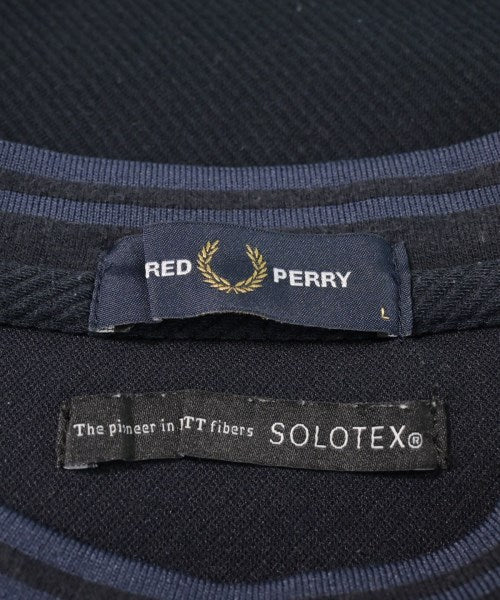 RED PERRY
L
The pioneer in PTT fibers SOLOTEX®